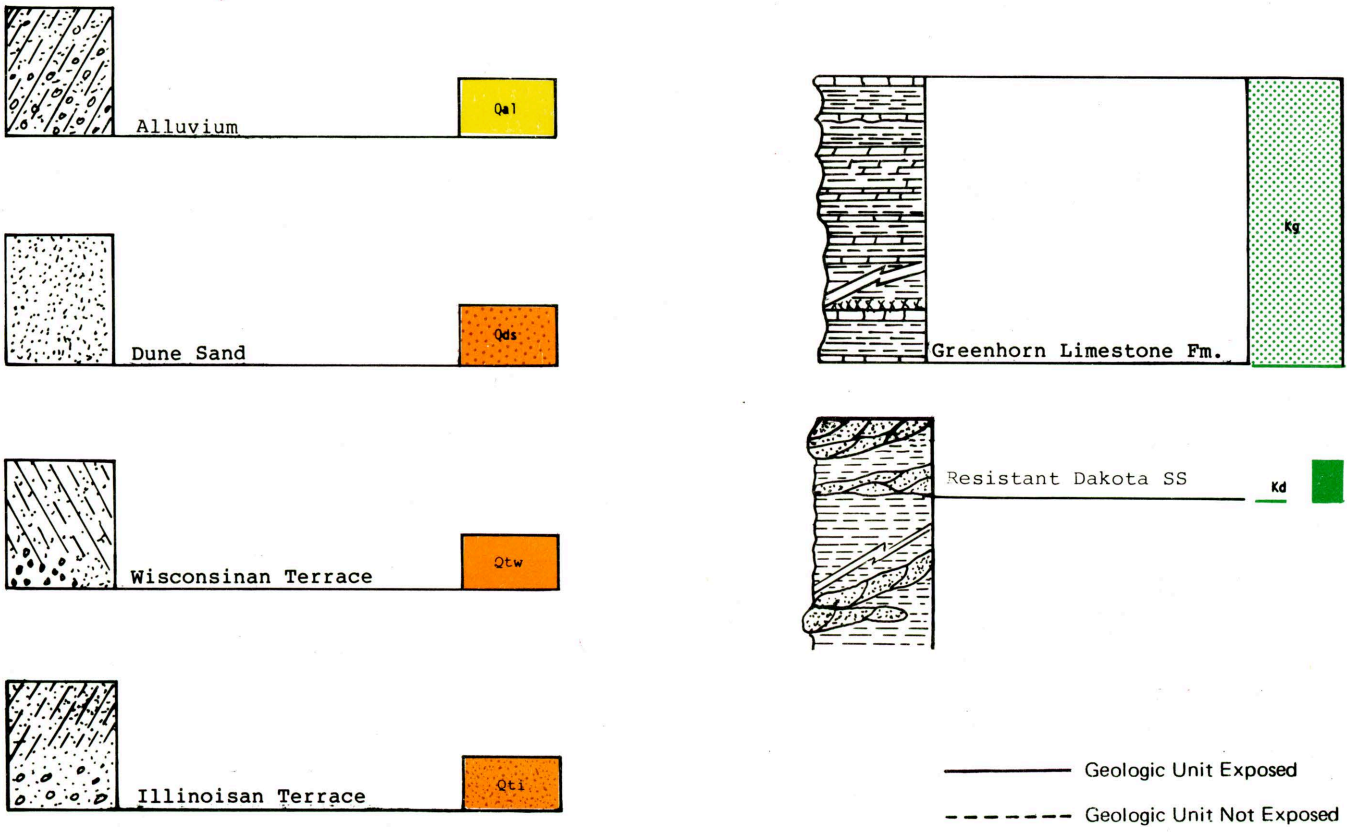 Alluvium
Qal
Dune Sand
Qds
Wisconsinan Terrace
Qtw
Illinoisan Terrace
Qti
Greenhorn Limestone Fm.
Kg
Resistant Dakota SS
Kd
Geologic Unit Exposed
Geologic Unit Not Exposed